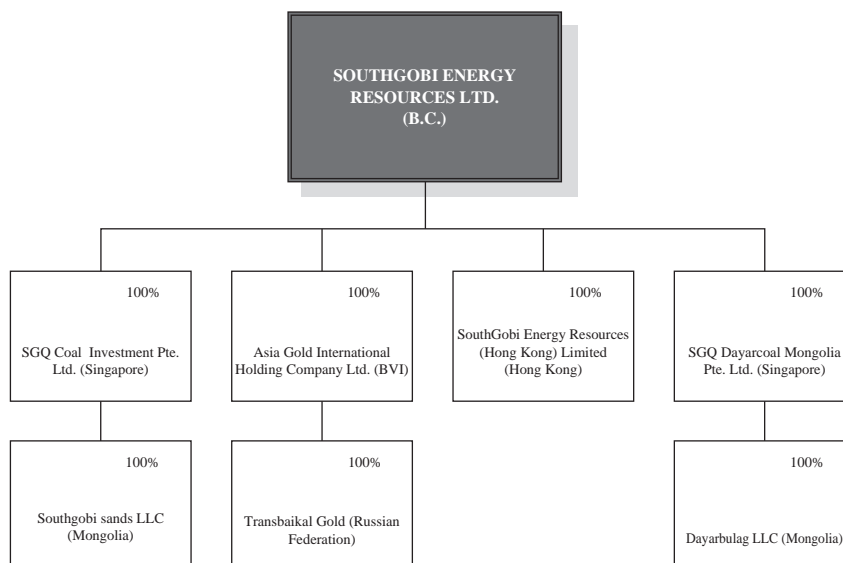 SOUTHGOBI ENERGY
RESOURCES LTD.
(B.C.)
100%
SGQ Coal Investment Pte.
Ltd. (Singapore)
100%
Asia Gold International
Holding Company Ltd. (BVI)
100%
SouthGobi Energy Resources
(Hong Kong) Limited
(Hong Kong)
100%
SGQ Dayarcoal Mongolia
Pte. Ltd. (Singapore)
100%
Southgobi sands LLC
(Mongolia)
100%
Transbaikal Gold (Russian
Federation)
100%
Dayarbulag LLC (Mongolia)